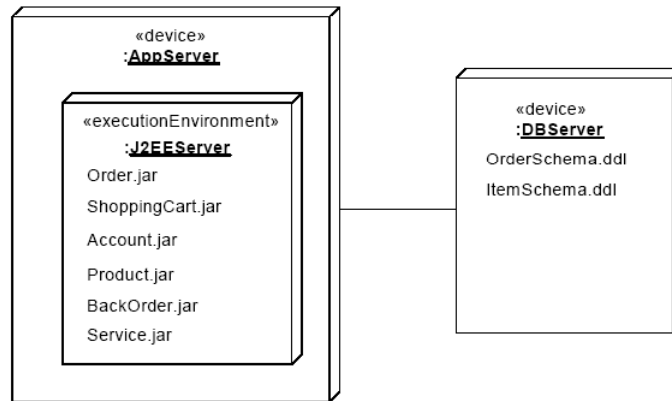 «device»
:AppServer
«executionEnvironment»
:J2EEServer
Order.jar
ShoppingCart.jar
Account.jar
Product.jar
BackOrder.jar
Service.jar
«device»
:DBServer
OrderSchema.ddl
ItemSchema.ddl